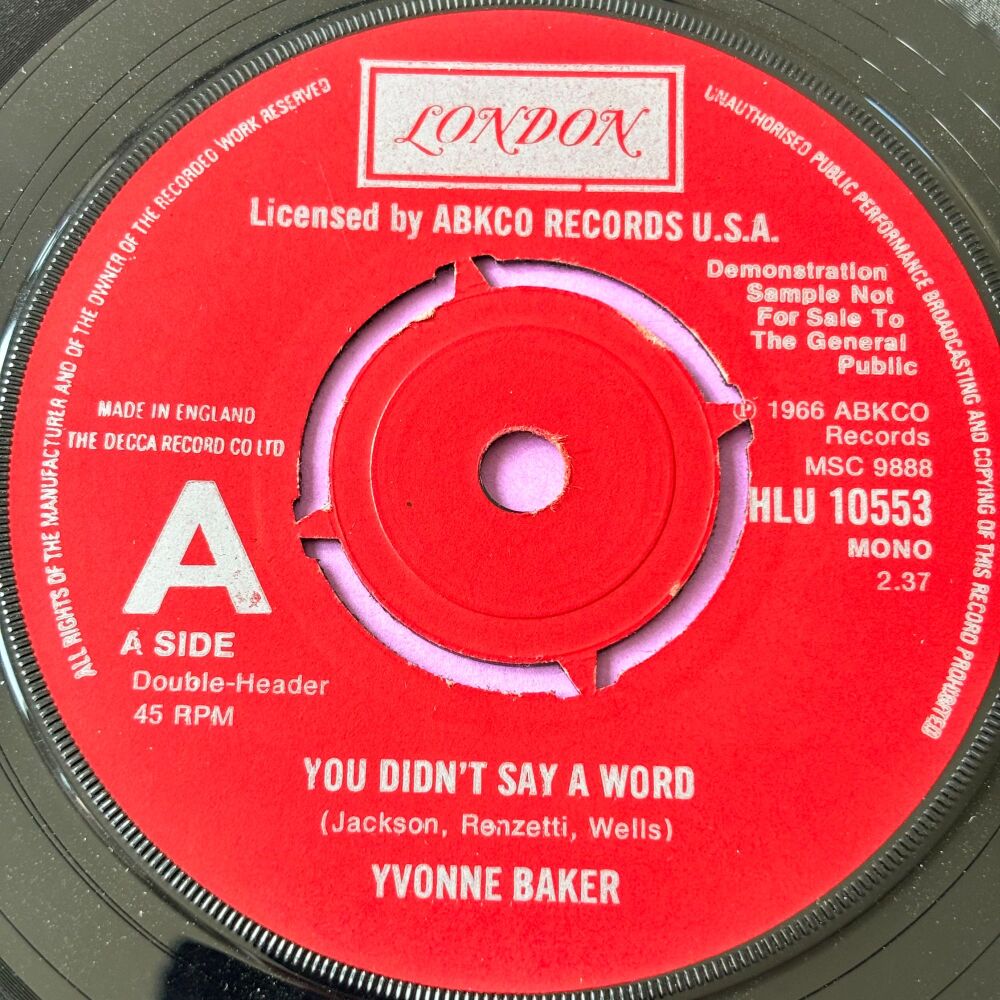 LONDON
Licensed by ABKCO RECORDS U.S.A.
ALL RIGHTS OF THE MANUFACTURER AND OF THE OWNER OF THE RECORDED WORK RESERVED
UNAUTHORISED PUBLIC PERFORMANCE BROADCASTING AND COPYING OF THIS RECORD PROHIBITED
Demonstration
Sample Not
For Sale To
The General
Public
MADE IN ENGLAND
THE DECCA RECORD CO LTD
℗ 1966 ABKCO
Records
MSC 9888
HLU 10553
MONO
2.37
A
A SIDE
Double-Header
45 RPM
YOU DIDN'T SAY A WORD
(Jackson, Renzetti, Wells)
YVONNE BAKER